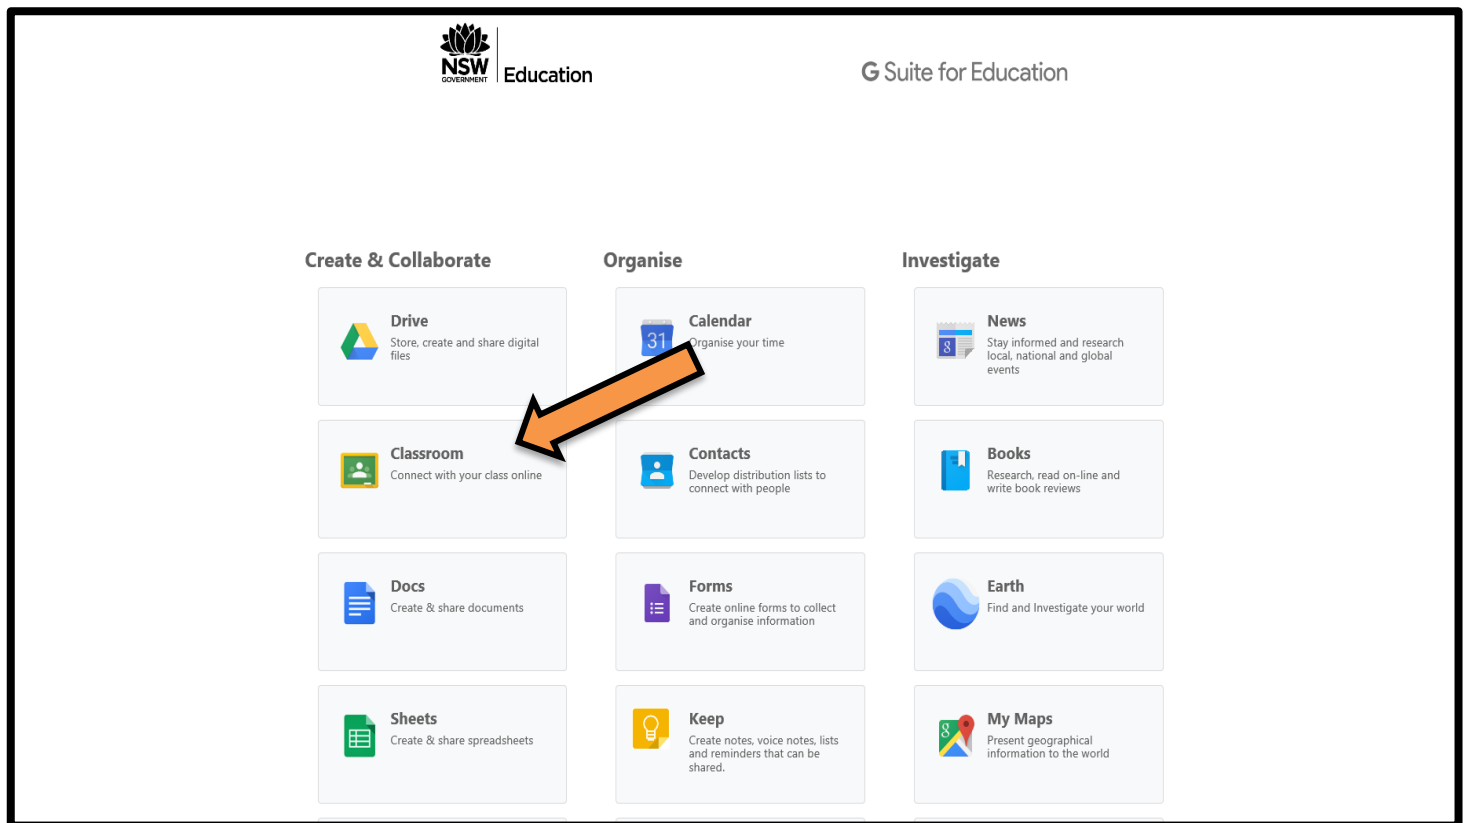 NSW
GOVERNMENT
Education
G Suite for Education
Create & Collaborate
Drive
Store, create and share digital
files
Classroom
Connect with your class online
Docs
Create & share documents
Sheets
Create & share spreadsheets
Organise
Calendar
31
Organise your time
Contacts
Develop distribution lists to
connect with people
Forms
Create online forms to collect
and organise information
Keep
Create notes, voice notes, lists
and reminders that can be
shared.
Investigate
News
8
Stay informed and research
local, national and global
events
Books
Research, read on-line and
write book reviews
Earth
Find and Investigate your world
My Maps
8
Present geographical
information to the world